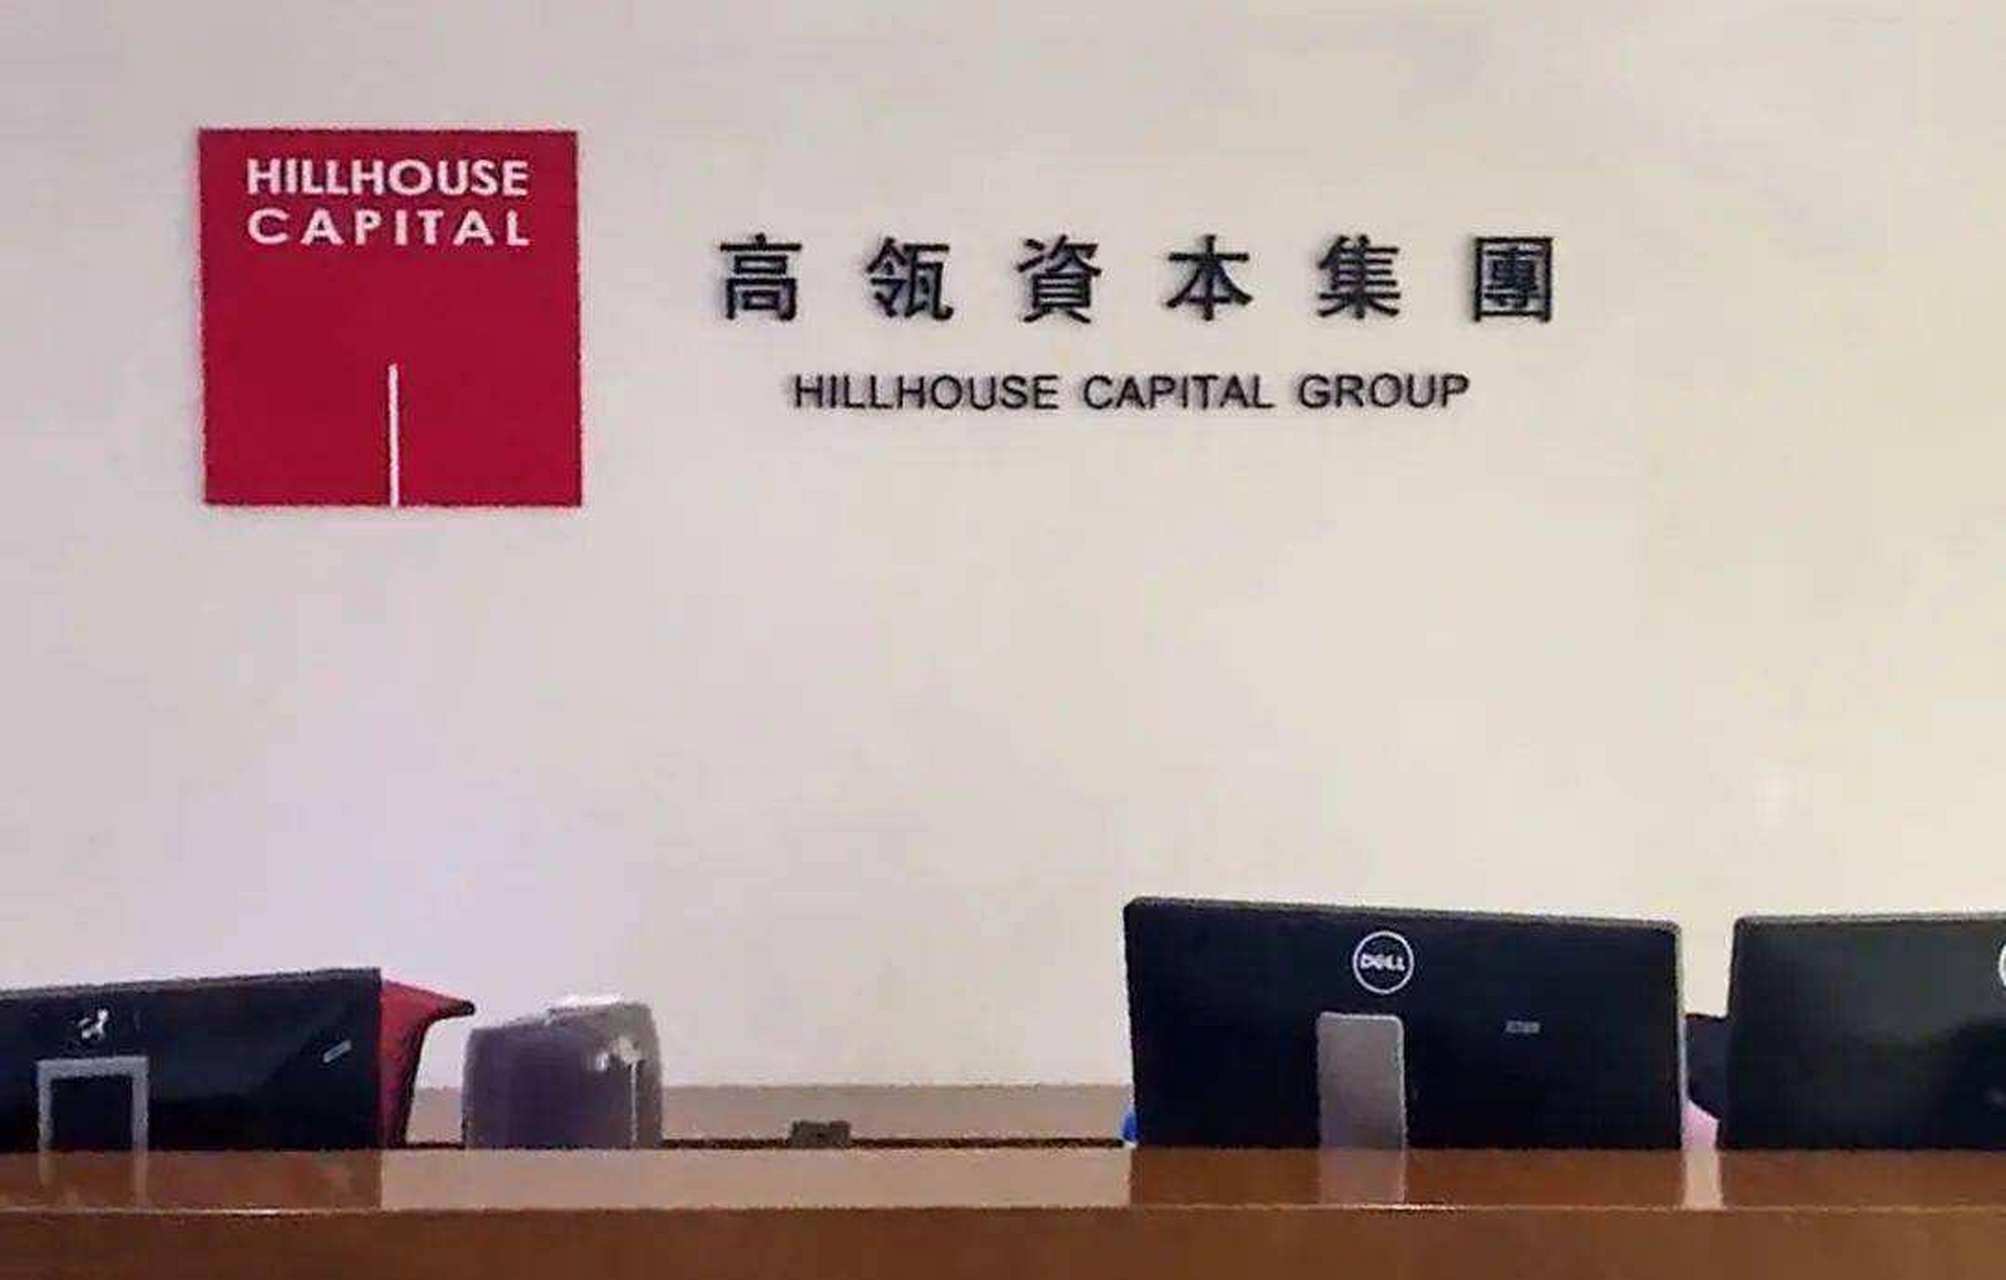 HILLHOUSE
CAPITAL
高瓴資本集團
HILLHOUSE CAPITAL GROUP
DELL